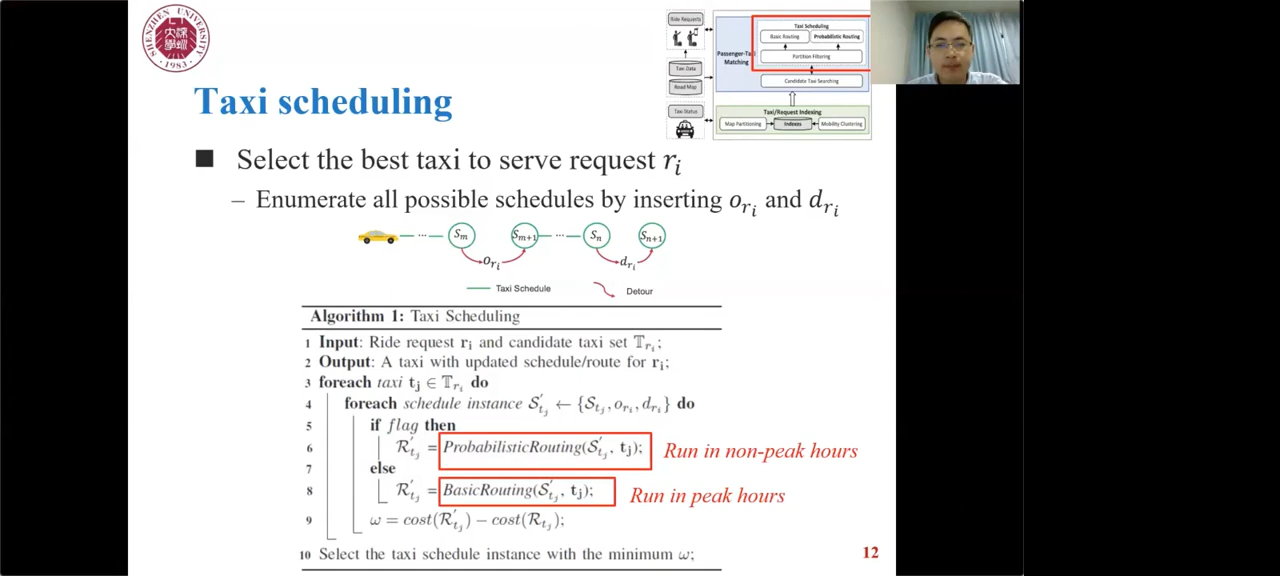 SHENZHEN UNIVERSITY
1983
Ride Requests
Taxi Data
Road Map
Taxi Status
Passenger-Taxi
Matching
Taxi Scheduling
Basic Routing
Probabilistic Routing
Partition Filtering
Candidate Taxi Searching
Taxi/Request Indexing
Map Partitioning
Indexes
Mobility Clustering
Taxi scheduling
■ Select the best taxi to serve request r_i
– Enumerate all possible schedules by inserting o_{r_i} and d_{r_i}
... S_m S_{m+1} ... S_n S_{n+1}
o_{r_i} d_{r_i}
Taxi Schedule Detour
Algorithm 1: Taxi Scheduling
1 Input: Ride request r_i and candidate taxi set 𝕋_{r_i};
2 Output: A taxi with updated schedule/route for r_i;
3 foreach taxi t_j ∈ 𝕋_{r_i} do
4 foreach schedule instance 𝒮'_{t_j} ← {𝒮_{t_j}, o_{r_i}, d_{r_i}} do
5 if flag then
6 ℛ'_{t_j} = ProbabilisticRouting(𝒮'_{t_j}, t_j); Run in non-peak hours
7 else
8 ℛ'_{t_j} = BasicRouting(𝒮'_{t_j}, t_j); Run in peak hours
9 ω = cost(ℛ'_{t_j}) − cost(ℛ_{t_j});
10 Select the taxi schedule instance with the minimum ω;
12